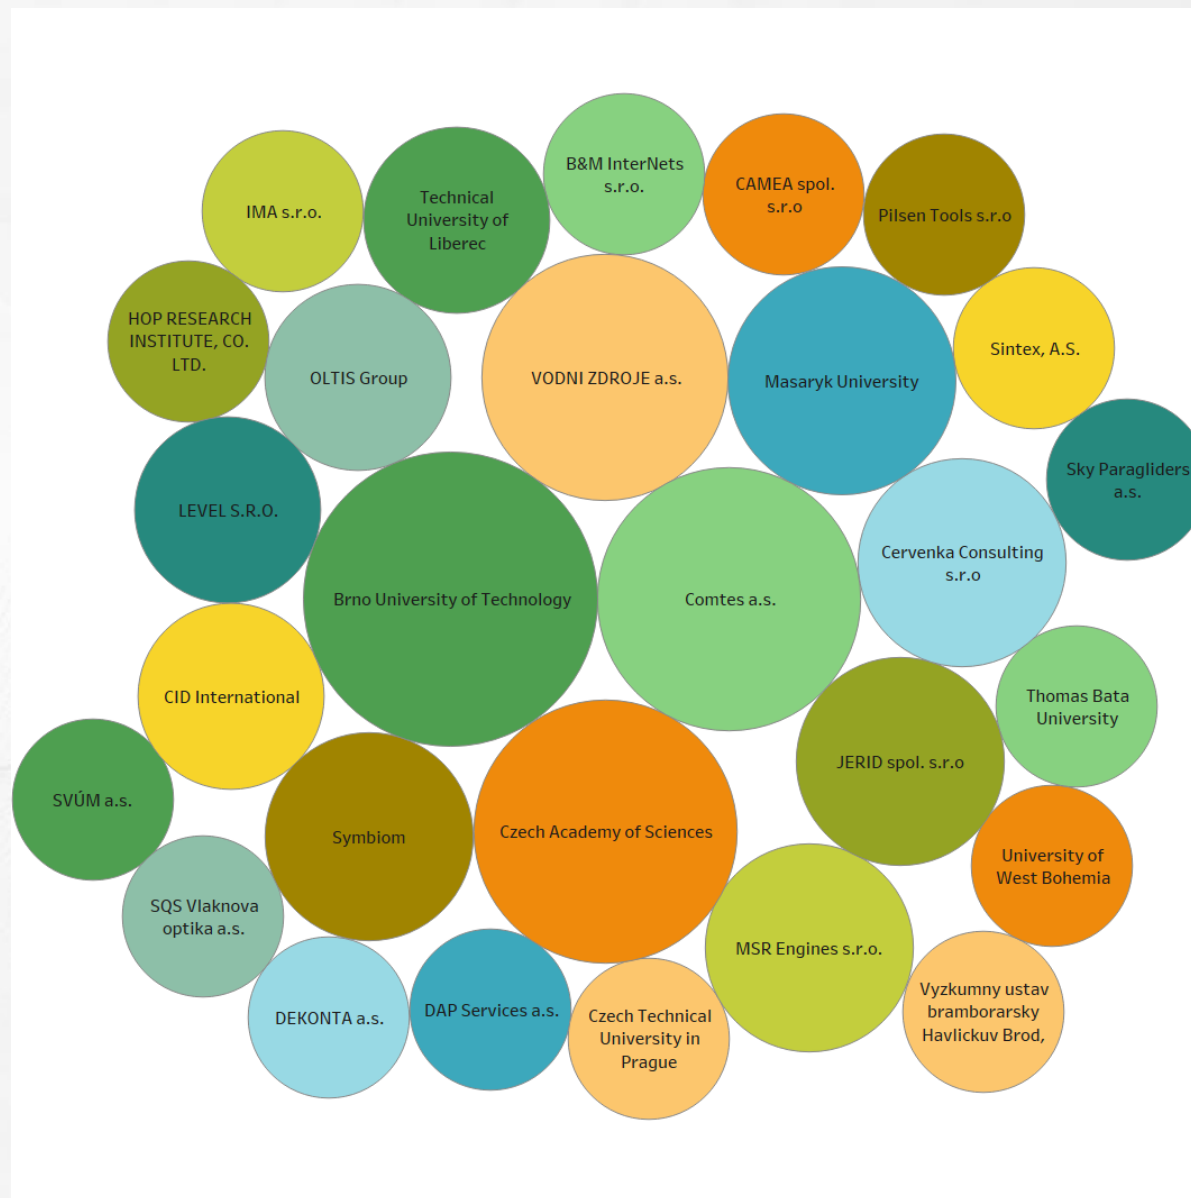 B&M InterNets
s.r.o.
CAMEA spol.
s.r.o
Technical
University of
Liberec
IMA s.r.o.
Pilsen Tools s.r.o
HOP RESEARCH
INSTITUTE, CO.
LTD.
OLTIS Group
VODNI ZDROJE a.s.
Masaryk University
Sintex, A.S.
Sky Paragliders
a.s.
LEVEL S.R.O.
Cervenka Consulting
s.r.o
Brno University of Technology
Comtes a.s.
CID International
Thomas Bata
University
JERID spol. s.r.o
SVÚM a.s.
Symbiom
Czech Academy of Sciences
University of
West Bohemia
SQS Vlaknova
optika a.s.
MSR Engines s.r.o.
DEKONTA a.s.
DAP Services a.s.
Czech Technical
University in
Prague
Vyzkumny ustav
bramborarsky
Havlickuv Brod,